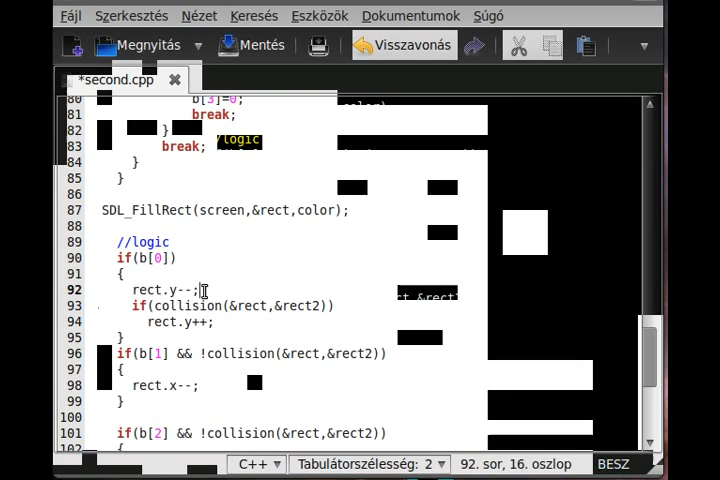 Fájl Szerkesztés Nézet Keresés Eszközök Dokumentumok Súgó
Megnyitás Mentés Visszavonás
*second.cpp
80 b[3]=0;
81 break;
82 }
83 break;
84 }
85 }
86
87 SDL_FillRect(screen,&rect,color);
88
89 //logic
90 if(b[0])
91 {
92 rect.y--;
93 if(collision(&rect,&rect2))
94 rect.y++;
95 }
96 if(b[1] && !collision(&rect,&rect2))
97 {
98 rect.x--;
99 }
100
101 if(b[2] && !collision(&rect,&rect2))
102 {
C++ Tabulátorszélesség: 2 92. sor, 16. oszlop BESZ